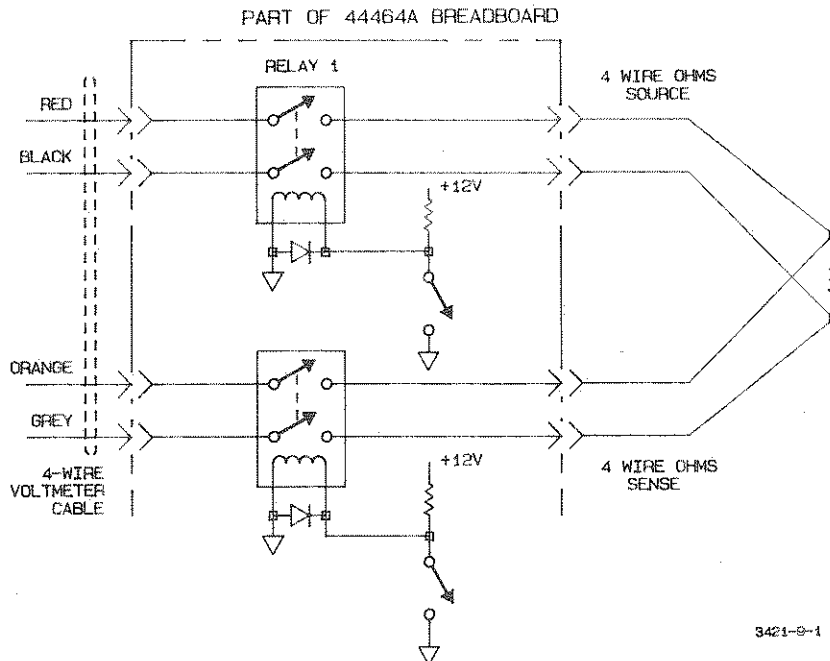 PART OF 44464A BREADBOARD
RELAY 1
4 WIRE OHMS
SOURCE
RED
BLACK
+12V
ORANGE
GREY
+12V
4-WIRE
VOLTMETER
CABLE
4 WIRE OHMS
SENSE
3421-9-1